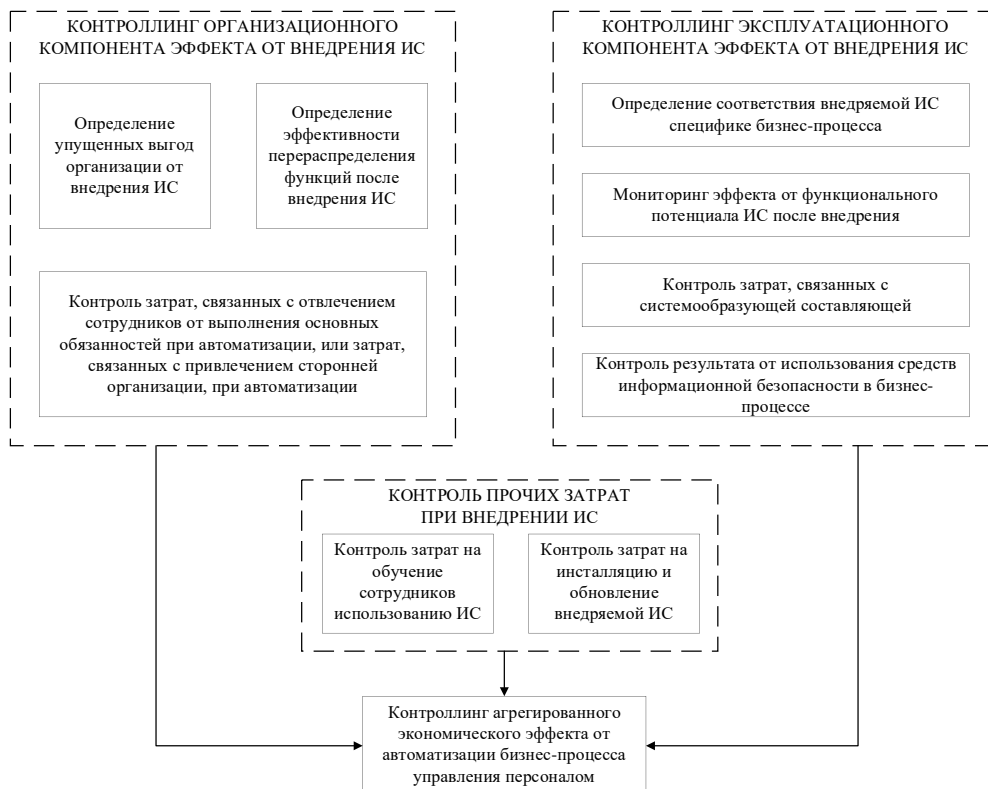 КОНТРОЛЛИНГ ОРГАНИЗАЦИОННОГО
КОМПОНЕНТА ЭФФЕКТА ОТ ВНЕДРЕНИЯ ИС
Определение
упущенных выгод
организации от
внедрения ИС
Определение
эффективности
перераспределения
функций после
внедрения ИС
Контроль затрат, связанных с отвлечением
сотрудников от выполнения основных
обязанностей при автоматизации, или затрат,
связанных с привлечением сторонней
организации, при автоматизации
КОНТРОЛЛИНГ ЭКСПЛУАТАЦИОННОГО
КОМПОНЕНТА ЭФФЕКТА ОТ ВНЕДРЕНИЯ ИС
Определение соответствия внедряемой ИС
специфике бизнес-процесса
Мониторинг эффекта от функционального
потенциала ИС после внедрения
Контроль затрат, связанных с
системообразующей составляющей
Контроль результата от использования средств
информационной безопасности в бизнес-
процессе
КОНТРОЛЬ ПРОЧИХ ЗАТРАТ
ПРИ ВНЕДРЕНИИ ИС
Контроль затрат на
обучение
сотрудников
использованию ИС
Контроль затрат на
инсталляцию и
обновление
внедряемой ИС
Контроллинг агрегированного
экономического эффекта от
автоматизации бизнес-процесса
управления персоналом